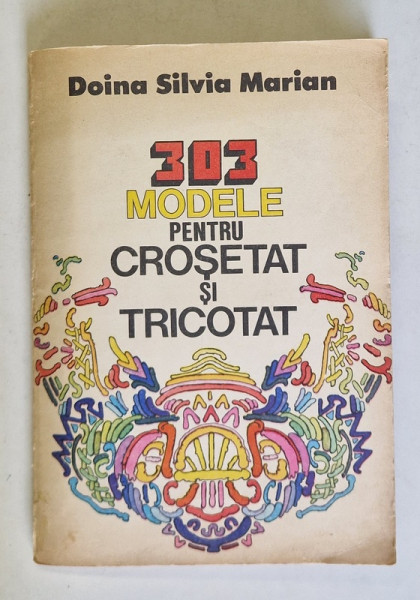 Doina Silvia Marian
303
MODELE
PENTRU
CROȘETAT
ȘI
TRICOTAT